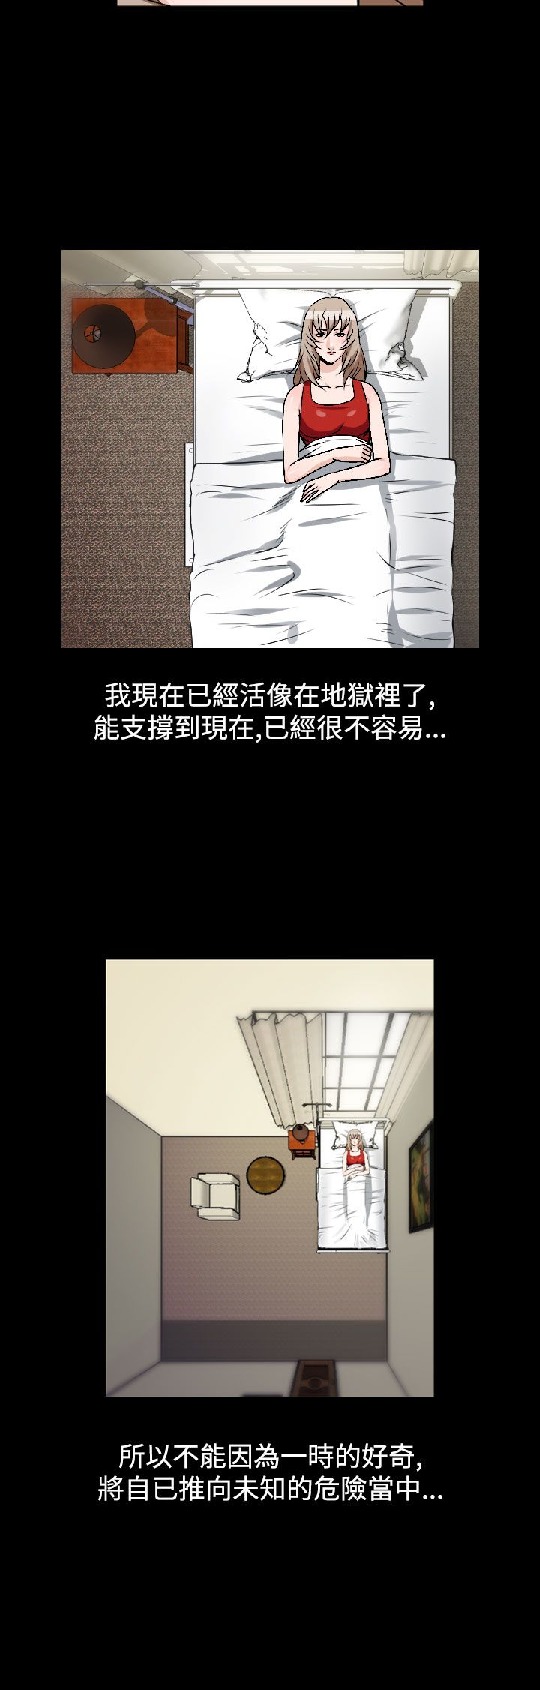 我現在已經活像在地獄裡了,
能支撐到現在,已經很不容易...
所以不能因為一時的好奇,
將自已推向未知的危險當中...